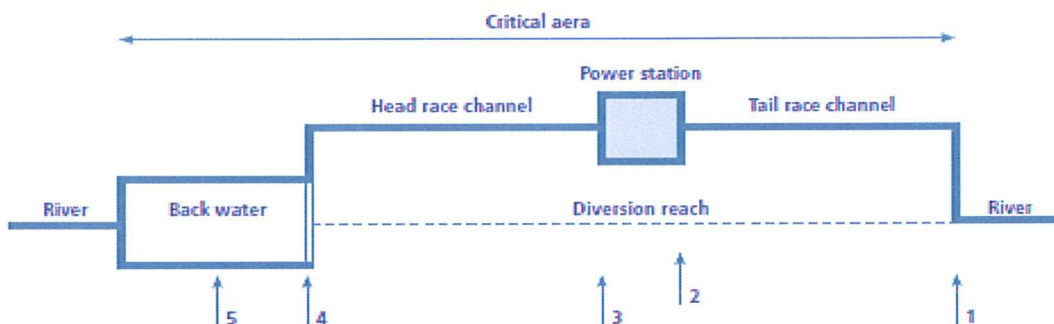 Critical aera
Power station
Head race channel
Tail race channel
River
Back water
Diversion reach
River
5
4
3
2
1